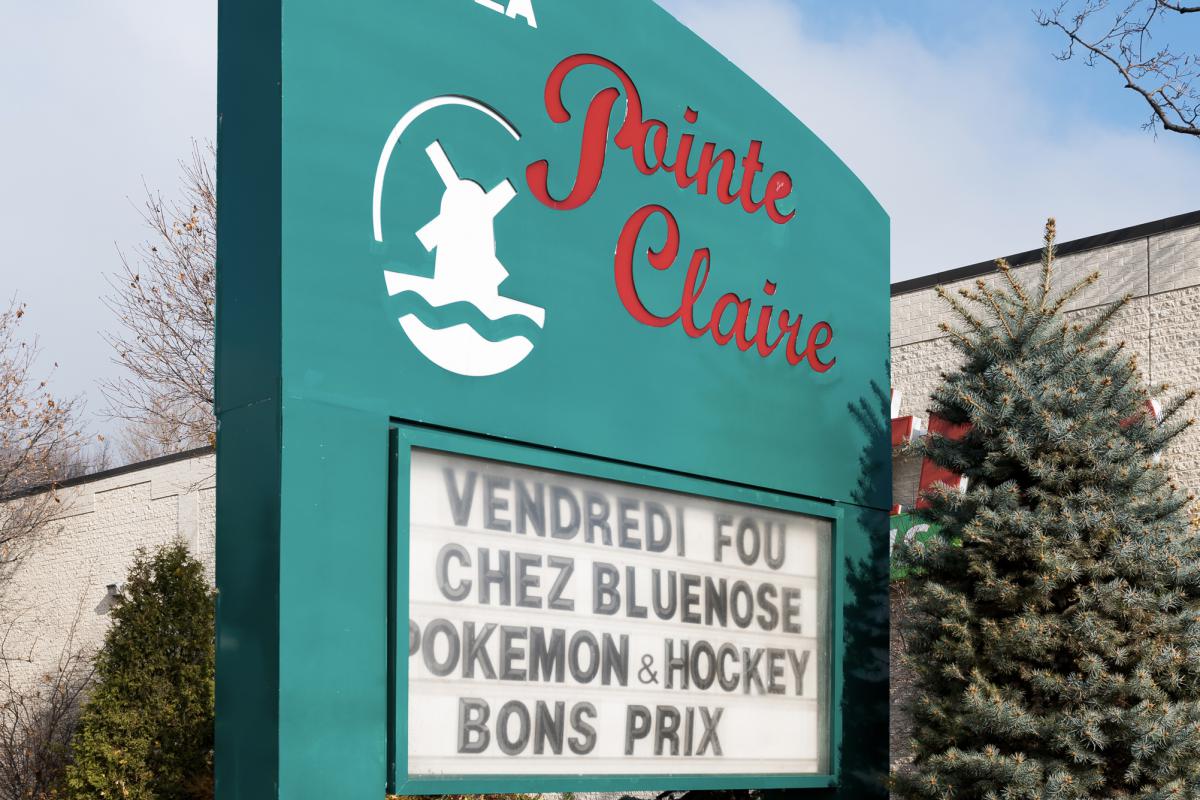 Pointe
Claire
VENDREDI FOU
CHEZ BLUENOSE
POKEMON & HOCKEY
BONS PRIX